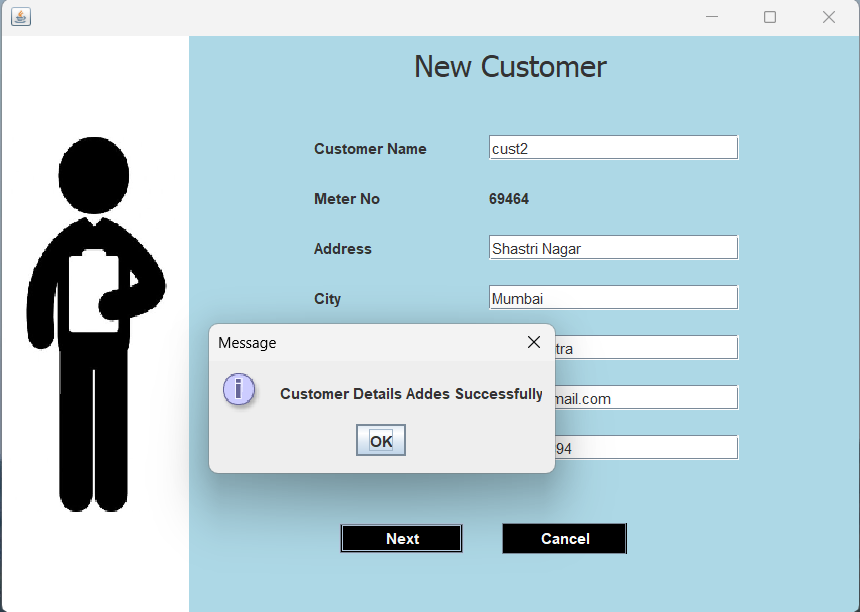 New Customer
Customer Name cust2
Meter No 69464
Address Shastri Nagar
City Mumbai
Message
Customer Details Addes Successfully
OK
tra
mail.com
94
Next Cancel